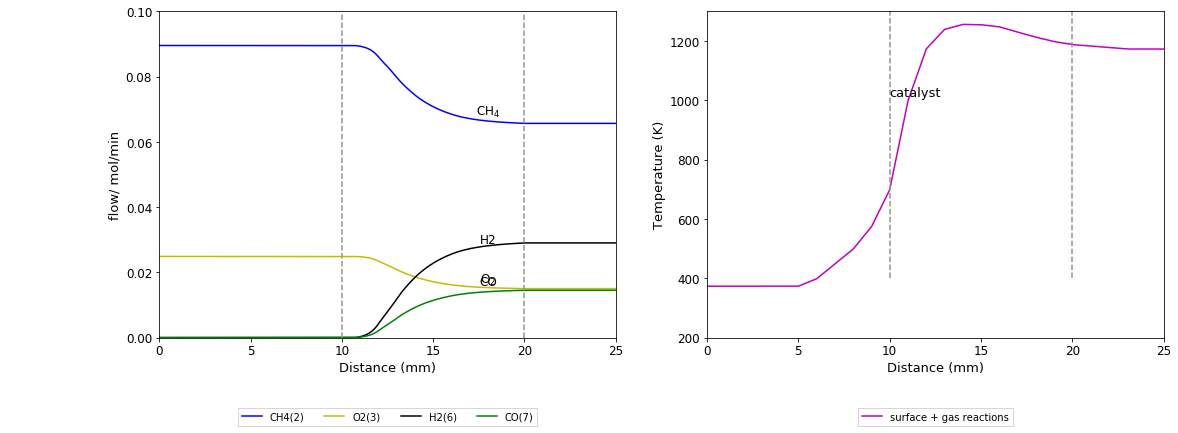 0.10
0.08
0.06
0.04
0.02
0.00
flow/ mol/min
CH4
H2
O2
CO
0 5 10 15 20 25
Distance (mm)
CH4(2) O2(3) H2(6) CO(7)
1200
1000
800
600
400
200
Temperature (K)
catalyst
0 5 10 15 20 25
Distance (mm)
surface + gas reactions